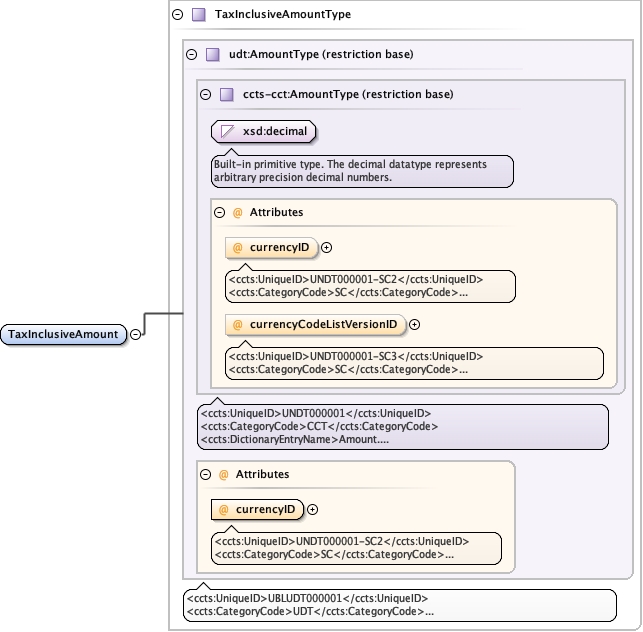 TaxInclusiveAmountType
udt:AmountType (restriction base)
ccts-cct:AmountType (restriction base)
xsd:decimal
Built-in primitive type. The decimal datatype represents
arbitrary precision decimal numbers.
@ Attributes
@ currencyID
<ccts:UniqueID>UNDT000001-SC2</ccts:UniqueID>
<ccts:CategoryCode>SC</ccts:CategoryCode>...
@ currencyCodeListVersionID
<ccts:UniqueID>UNDT000001-SC3</ccts:UniqueID>
<ccts:CategoryCode>SC</ccts:CategoryCode>...
TaxInclusiveAmount
<ccts:UniqueID>UNDT000001</ccts:UniqueID>
<ccts:CategoryCode>CCT</ccts:CategoryCode>
<ccts:DictionaryEntryName>Amount....
@ Attributes
@ currencyID
<ccts:UniqueID>UNDT000001-SC2</ccts:UniqueID>
<ccts:CategoryCode>SC</ccts:CategoryCode>...
<ccts:UniqueID>UBLUDT000001</ccts:UniqueID>
<ccts:CategoryCode>UDT</ccts:CategoryCode>...